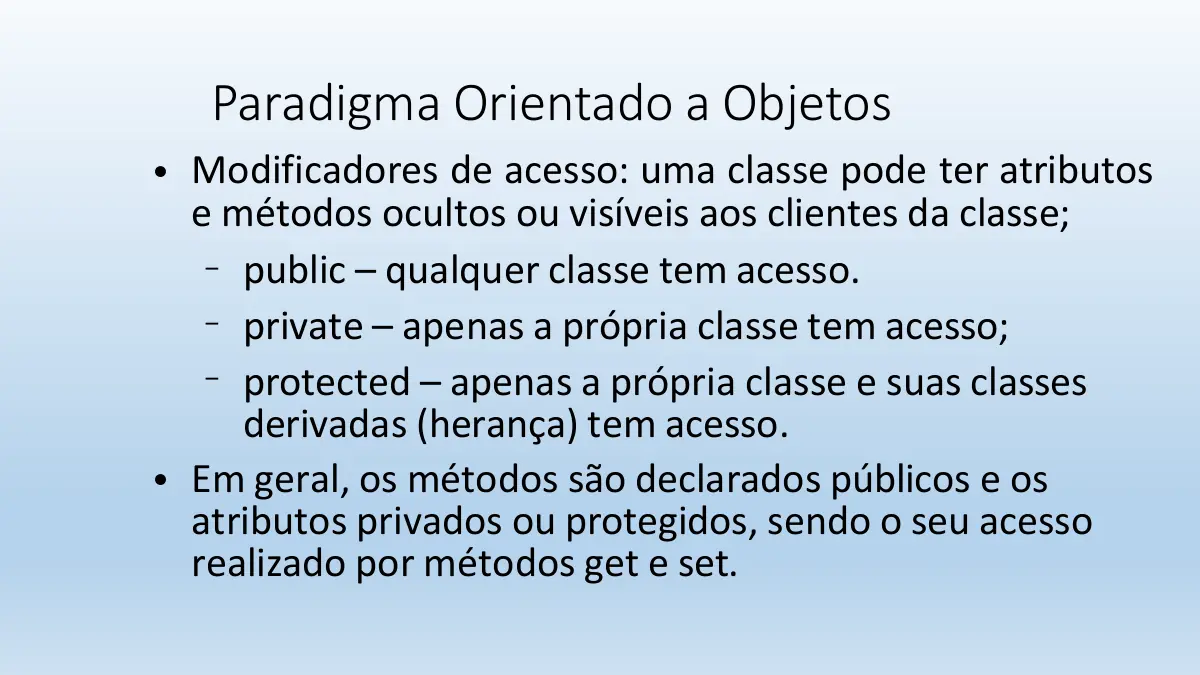 Paradigma Orientado a Objetos
• Modificadores de acesso: uma classe pode ter atributos
e métodos ocultos ou visíveis aos clientes da classe;
– public – qualquer classe tem acesso.
– private – apenas a própria classe tem acesso;
– protected – apenas a própria classe e suas classes
derivadas (herança) tem acesso.
• Em geral, os métodos são declarados públicos e os
atributos privados ou protegidos, sendo o seu acesso
realizado por métodos get e set.